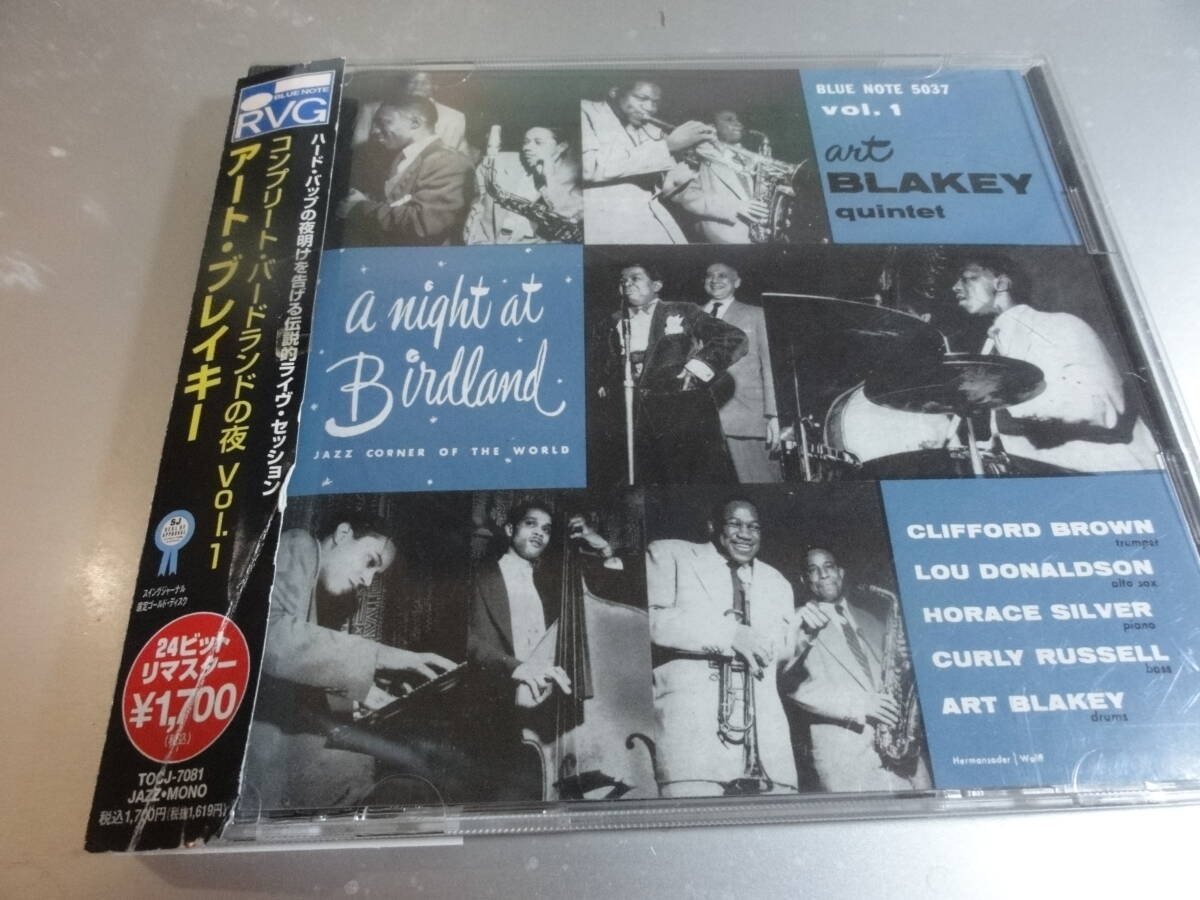 BLUE NOTE
RVG
ハード・バップの夜明けを告げる伝説的ライヴ・セッション
コンプリート・バードランドの夜 vol.1
アート・ブレイキー
SJ
スイングジャーナル
選定ゴールド・ディスク
24ビット
リマスター
¥1,700
(税込)
TOCJ-7081
JAZZ•MONO
税込1,700円(税抜1,619円)
BLUE NOTE 5037
vol. 1
art
BLAKEY
quintet
a night at
Birdland
JAZZ CORNER OF THE WORLD
CLIFFORD BROWN
trumpet
LOU DONALDSON
alto sax
HORACE SILVER
piano
CURLY RUSSELL
bass
ART BLAKEY
drums
Hermansader | Wolff